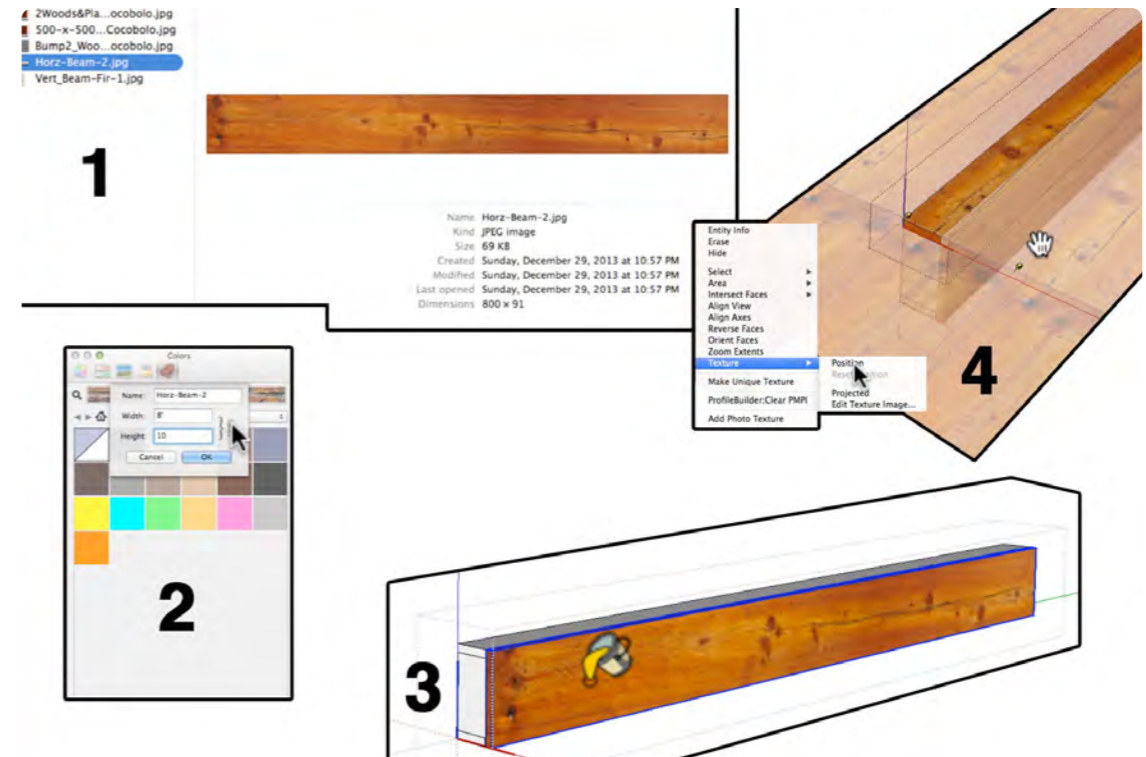 2Woods&Pla...ocobolo.jpg
500-x-500...Cocobolo.jpg
Bump2_Woo...ocobolo.jpg
Horz-Beam-2.jpg
Vert_Beam-Fir-1.jpg
1
Name Horz-Beam-2.jpg
Kind JPEG image
Size 69 KB
Created Sunday, December 29, 2013 at 10:57 PM
Modified Sunday, December 29, 2013 at 10:57 PM
Last opened Sunday, December 29, 2013 at 10:57 PM
Dimensions 800 x 91
Colors
Name: Horz-Beam-2
Width: 8'
Height: 10
Cancel OK
2
3
Entity Info
Erase
Hide
Select
Area
Intersect Faces
Align View
Align Axes
Reverse Faces
Orient Faces
Zoom Extents
Texture
Make Unique Texture
ProfileBuilder:Clear PMPI
Add Photo Texture
Position
Reset Position
Projected
Edit Texture Image...
4